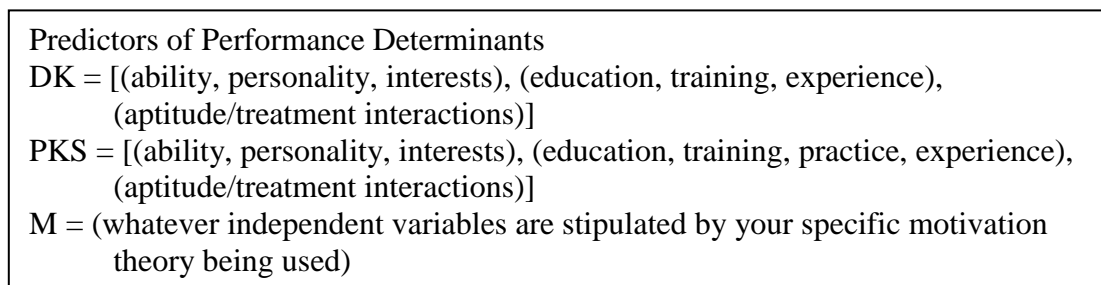 Predictors of Performance Determinants
DK = [(ability, personality, interests), (education, training, experience),
(aptitude/treatment interactions)]
PKS = [(ability, personality, interests), (education, training, practice, experience),
(aptitude/treatment interactions)]
M = (whatever independent variables are stipulated by your specific motivation
theory being used)